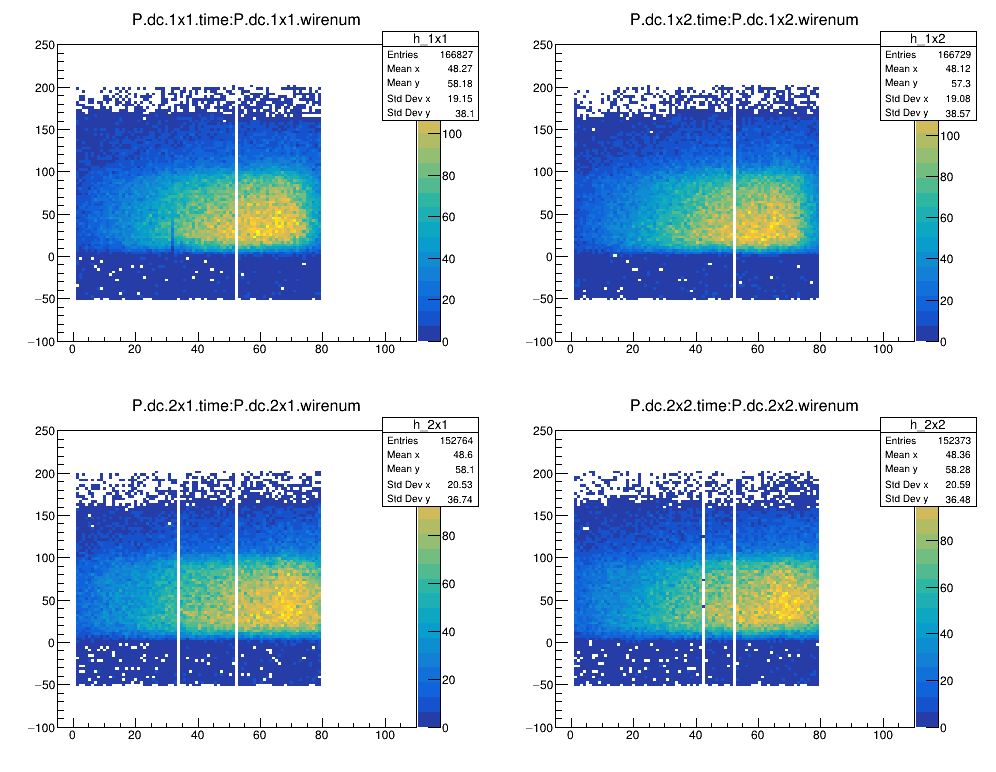 P.dc.1x1.time:P.dc.1x1.wirenum
h_1x1
Entries 166827
Mean x 48.27
Mean y 58.18
Std Dev x 19.15
Std Dev y 38.1
250
200
150
100
50
0
−50
−100
0 20 40 60 80 100
100
80
60
40
20
0
P.dc.1x2.time:P.dc.1x2.wirenum
h_1x2
Entries 166729
Mean x 48.12
Mean y 57.3
Std Dev x 19.08
Std Dev y 38.57
250
200
150
100
50
0
−50
−100
0 20 40 60 80 100
100
80
60
40
20
0
P.dc.2x1.time:P.dc.2x1.wirenum
h_2x1
Entries 152764
Mean x 48.6
Mean y 58.1
Std Dev x 20.53
Std Dev y 36.74
250
200
150
100
50
0
−50
−100
0 20 40 60 80 100
80
60
40
20
0
P.dc.2x2.time:P.dc.2x2.wirenum
h_2x2
Entries 152373
Mean x 48.36
Mean y 58.28
Std Dev x 20.59
Std Dev y 36.48
250
200
150
100
50
0
−50
−100
0 20 40 60 80 100
80
60
40
20
0